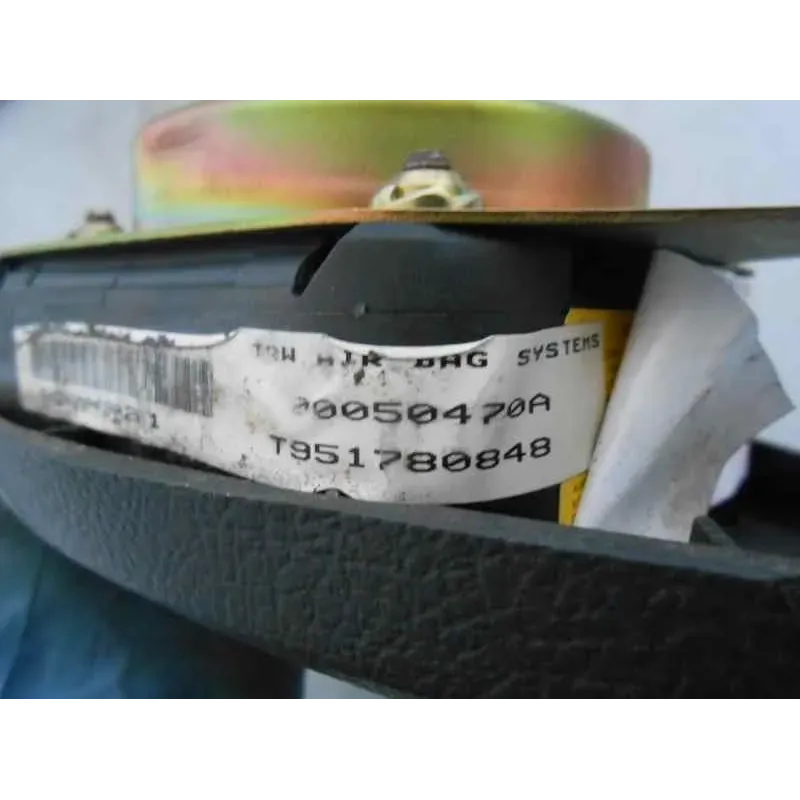 TRW AIR BAG SYSTEMS
00050470A
T951780848